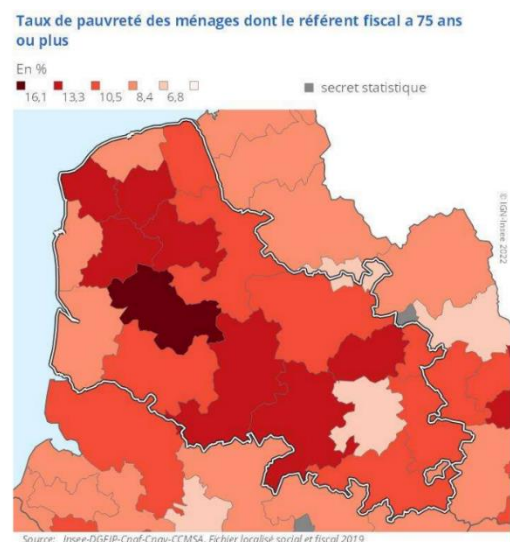 Taux de pauvreté des ménages dont le référent fiscal a 75 ans
ou plus
En %
16,1 13,3 10,5 8,4 6,8
secret statistique
© IGN-Insee 2022
Source: Insee-DGFIP-Cnaf-Cnav-CCMSA, Fichier localisé social et fiscal 2019